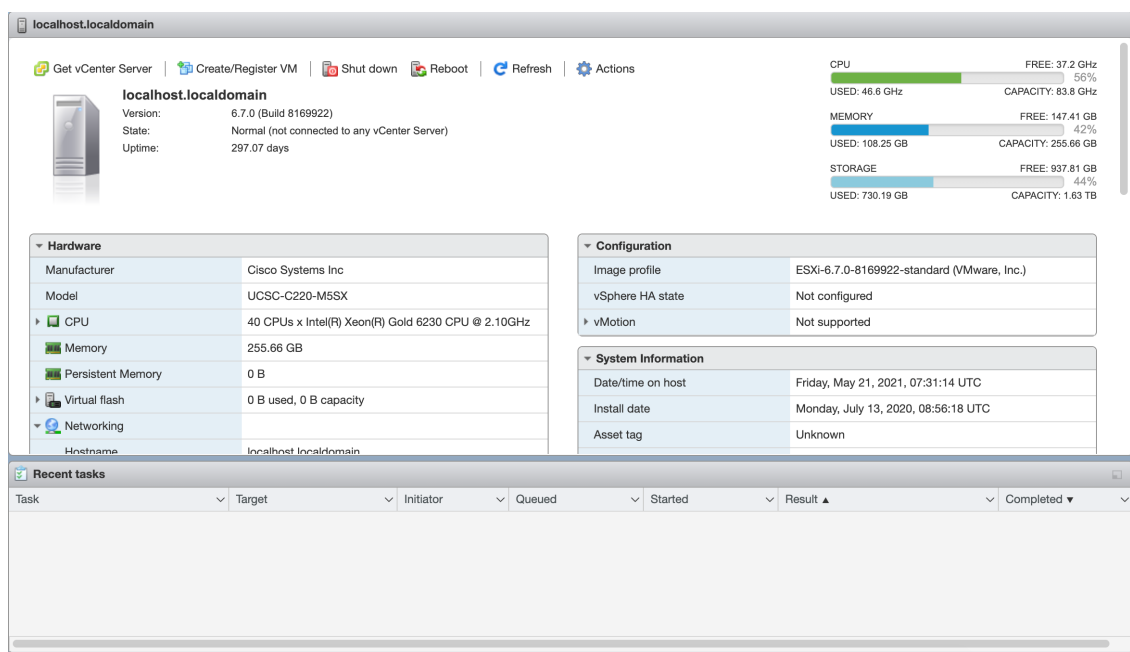 localhost.localdomain
Get vCenter Server | Create/Register VM | Shut down Reboot | Refresh | Actions
localhost.localdomain
Version: 6.7.0 (Build 8169922)
State: Normal (not connected to any vCenter Server)
Uptime: 297.07 days
CPU FREE: 37.2 GHz
56%
USED: 46.6 GHz CAPACITY: 83.8 GHz
MEMORY FREE: 147.41 GB
42%
USED: 108.25 GB CAPACITY: 255.66 GB
STORAGE FREE: 937.81 GB
44%
USED: 730.19 GB CAPACITY: 1.63 TB
Hardware
Manufacturer Cisco Systems Inc
Model UCSC-C220-M5SX
CPU 40 CPUs x Intel(R) Xeon(R) Gold 6230 CPU @ 2.10GHz
Memory 255.66 GB
Persistent Memory 0 B
Virtual flash 0 B used, 0 B capacity
Networking
Hostname localhost.localdomain
Configuration
Image profile ESXi-6.7.0-8169922-standard (VMware, Inc.)
vSphere HA state Not configured
vMotion Not supported
System Information
Date/time on host Friday, May 21, 2021, 07:31:14 UTC
Install date Monday, July 13, 2020, 08:56:18 UTC
Asset tag Unknown
Recent tasks
Task Target Initiator Queued Started Result ▲ Completed ▼